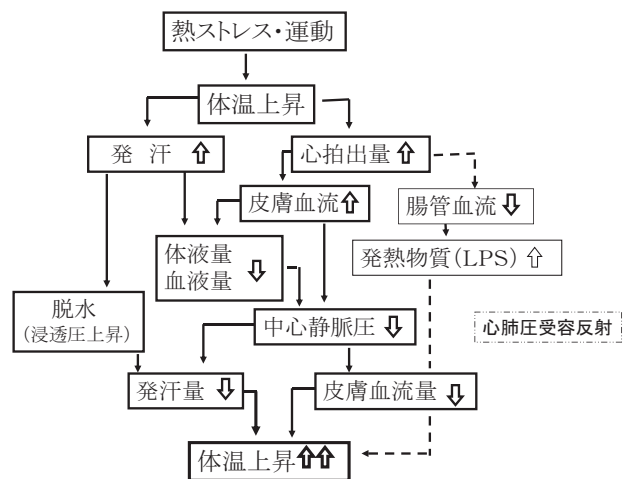 熱ストレス・運動
体温上昇
発 汗 ⇧
心拍出量 ⇧
皮膚血流 ⇧
腸管血流 ⇩
体液量
血液量 ⇩
発熱物質(LPS) ⇧
脱水
(浸透圧上昇)
中心静脈圧 ⇩
心肺圧受容反射
発汗量 ⇩
皮膚血流量 ⇩
体温上昇 ⇧⇧